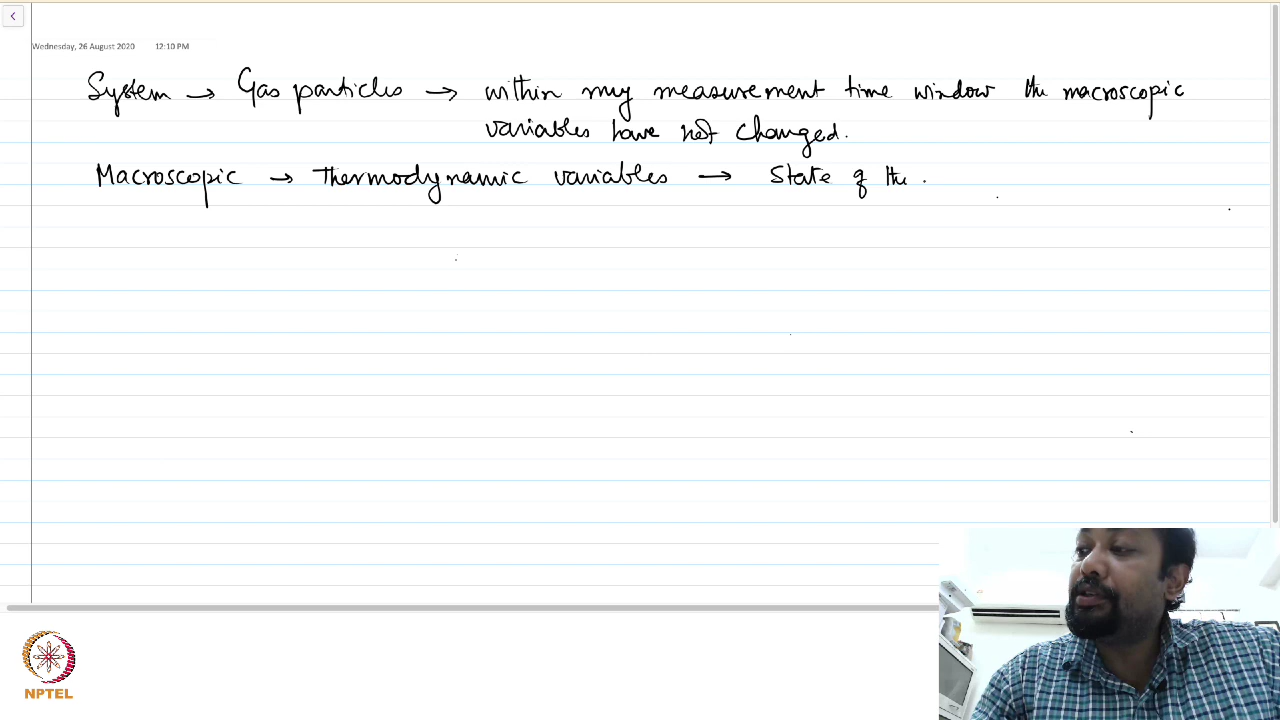 Wednesday, 26 August 2020 12:10 PM
System → Gas particles → within my measurement time window the macroscopic
variables have not changed.
Macroscopic → Thermodynamic variables → State of the
NPTEL